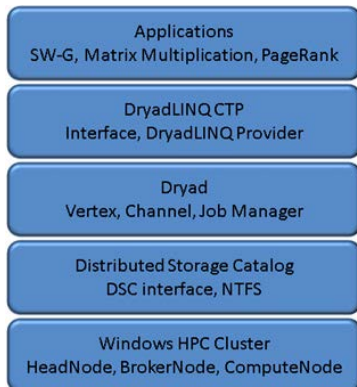 Applications
SW-G, Matrix Multiplication, PageRank
DryadLINQ CTP
Interface, DryadLINQ Provider
Dryad
Vertex, Channel, Job Manager
Distributed Storage Catalog
DSC interface, NTFS
Windows HPC Cluster
HeadNode, BrokerNode, ComputeNode